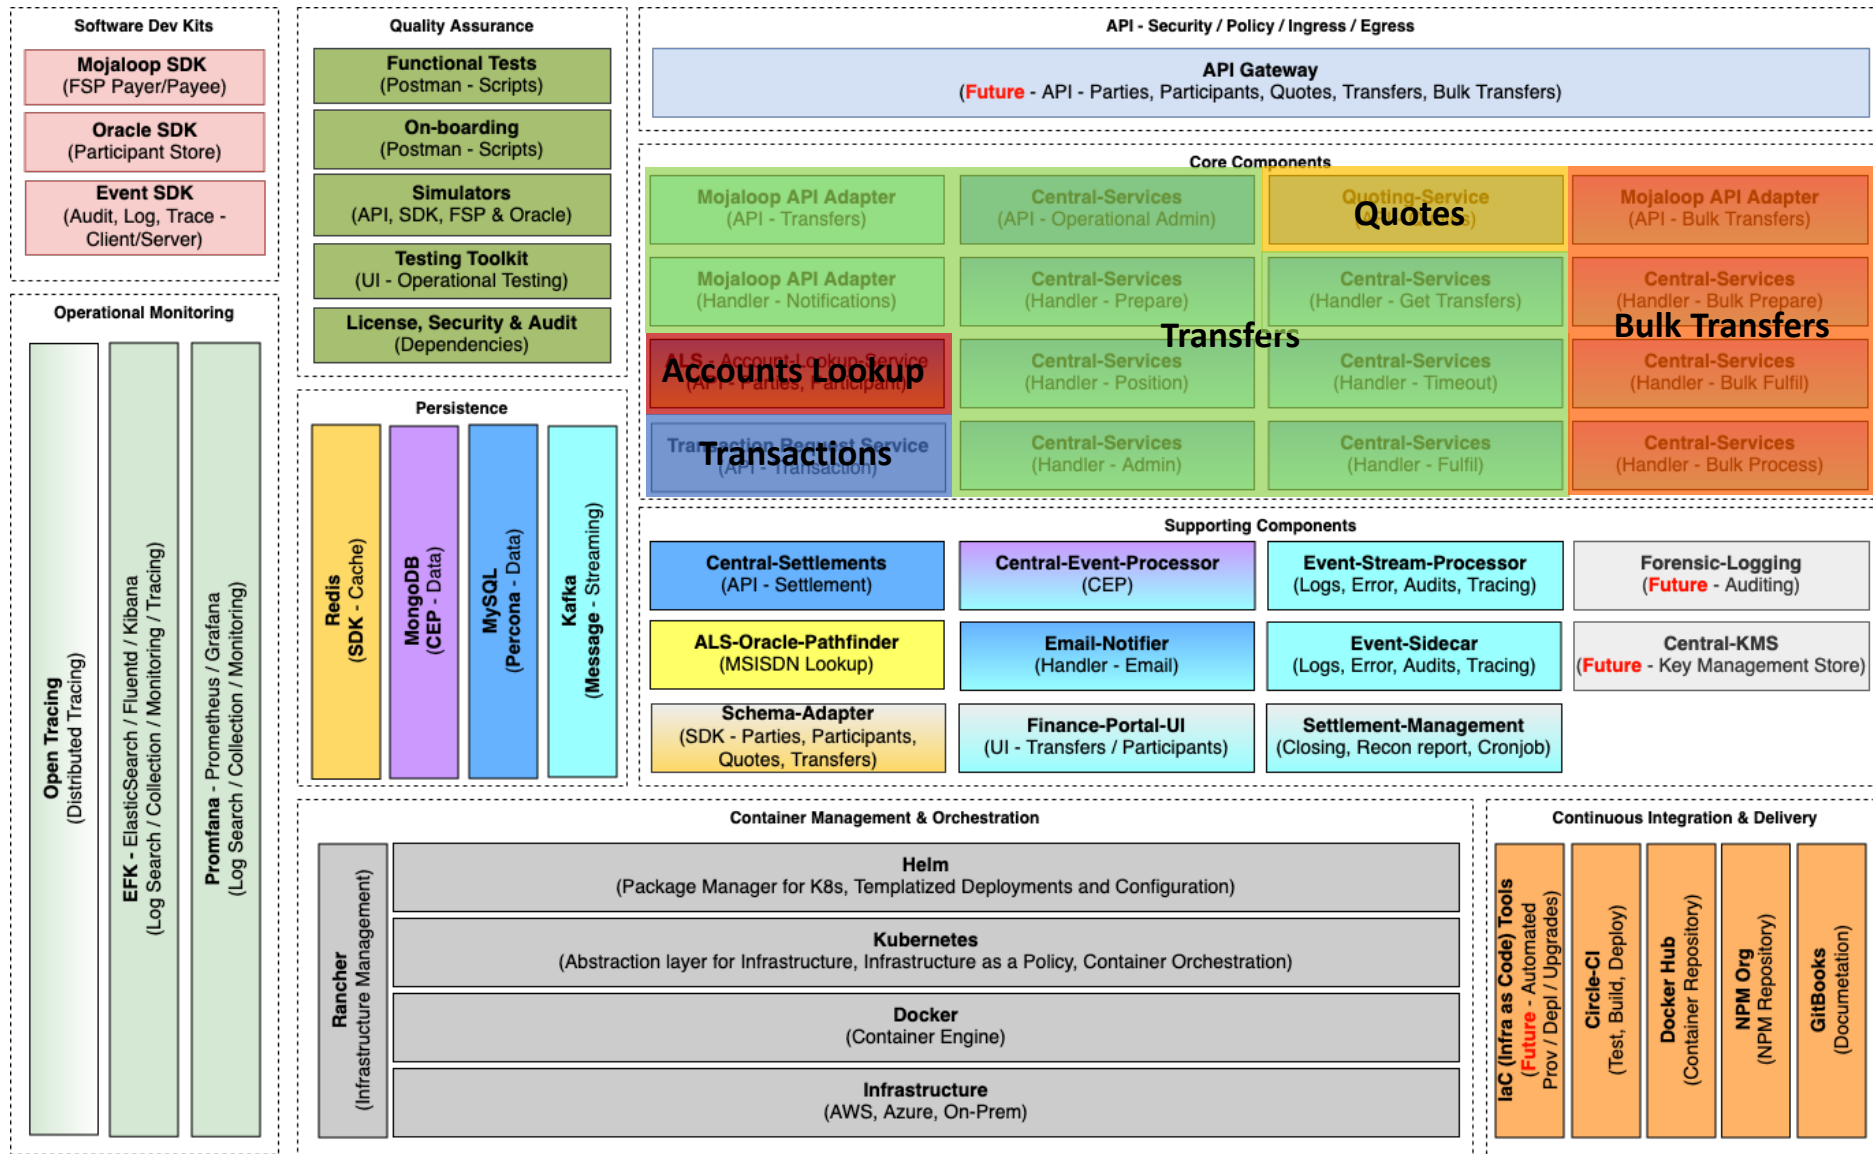 Software Dev Kits
Mojaloop SDK
(FSP Payer/Payee)
Oracle SDK
(Participant Store)
Event SDK
(Audit, Log, Trace -
Client/Server)
Operational Monitoring
Open Tracing
(Distributed Tracing)
EFK - ElasticSearch / Fluentd / Kibana
(Log Search / Collection / Monitoring / Tracing)
Promfana - Prometheus / Grafana
(Log Search / Collection / Monitoring)
Quality Assurance
Functional Tests
(Postman - Scripts)
On-boarding
(Postman - Scripts)
Simulators
(API, SDK, FSP & Oracle)
Testing Toolkit
(UI - Operational Testing)
License, Security & Audit
(Dependencies)
Persistence
Redis
(SDK - Cache)
MongoDB
(CEP - Data)
MySQL
(Percona - Data)
Kafka
(Message - Streaming)
API - Security / Policy / Ingress / Egress
API Gateway
(Future - API - Parties, Participants, Quotes, Transfers, Bulk Transfers)
Core Components
Mojaloop API Adapter
(API - Transfers)
Central-Services
(API - Operational Admin)
Quoting-Service
Quotes
Mojaloop API Adapter
(API - Bulk Transfers)
Mojaloop API Adapter
(Handler - Notifications)
Central-Services
(Handler - Prepare)
Central-Services
(Handler - Get Transfers)
Central-Services
(Handler - Bulk Prepare)
Transfers
Bulk Transfers
ALS - Account-Lookup-Service
Accounts Lookup
(API - Parties, Participant)
Central-Services
(Handler - Position)
Central-Services
(Handler - Timeout)
Central-Services
(Handler - Bulk Fulfil)
Transaction Request Service
Transactions
(API - Transaction)
Central-Services
(Handler - Admin)
Central-Services
(Handler - Fulfil)
Central-Services
(Handler - Bulk Process)
Supporting Components
Central-Settlements
(API - Settlement)
Central-Event-Processor
(CEP)
Event-Stream-Processor
(Logs, Error, Audits, Tracing)
Forensic-Logging
(Future - Auditing)
ALS-Oracle-Pathfinder
(MSISDN Lookup)
Email-Notifier
(Handler - Email)
Event-Sidecar
(Logs, Error, Audits, Tracing)
Central-KMS
(Future - Key Management Store)
Schema-Adapter
(SDK - Parties, Participants,
Quotes, Transfers)
Finance-Portal-UI
(UI - Transfers / Participants)
Settlement-Management
(Closing, Recon report, Cronjob)
Container Management & Orchestration
Rancher
(Infrastructure Management)
Helm
(Package Manager for K8s, Templatized Deployments and Configuration)
Kubernetes
(Abstraction layer for Infrastructure, Infrastructure as a Policy, Container Orchestration)
Docker
(Container Engine)
Infrastructure
(AWS, Azure, On-Prem)
Continuous Integration & Delivery
IaC (Infra as Code) Tools
(Future - Automated
Prov / Depl / Upgrades)
Circle-CI
(Test, Build, Deploy)
Docker Hub
(Container Repository)
NPM Org
(NPM Repository)
GitBooks
(Documetation)